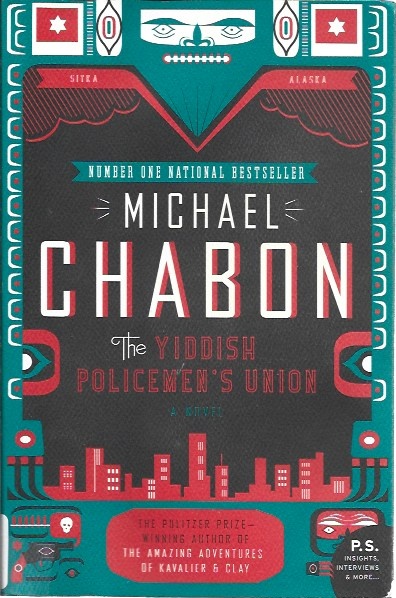 SITKA
ALASKA
NUMBER ONE NATIONAL BESTSELLER
MICHAEL
CHABON
The YIDDISH
POLICEMEN'S UNION
A NOVEL
THE PULITZER PRIZE–
WINNING AUTHOR OF
THE AMAZING ADVENTURES
OF KAVALIER & CLAY
P.S.
INSIGHTS,
INTERVIEWS
& MORE...